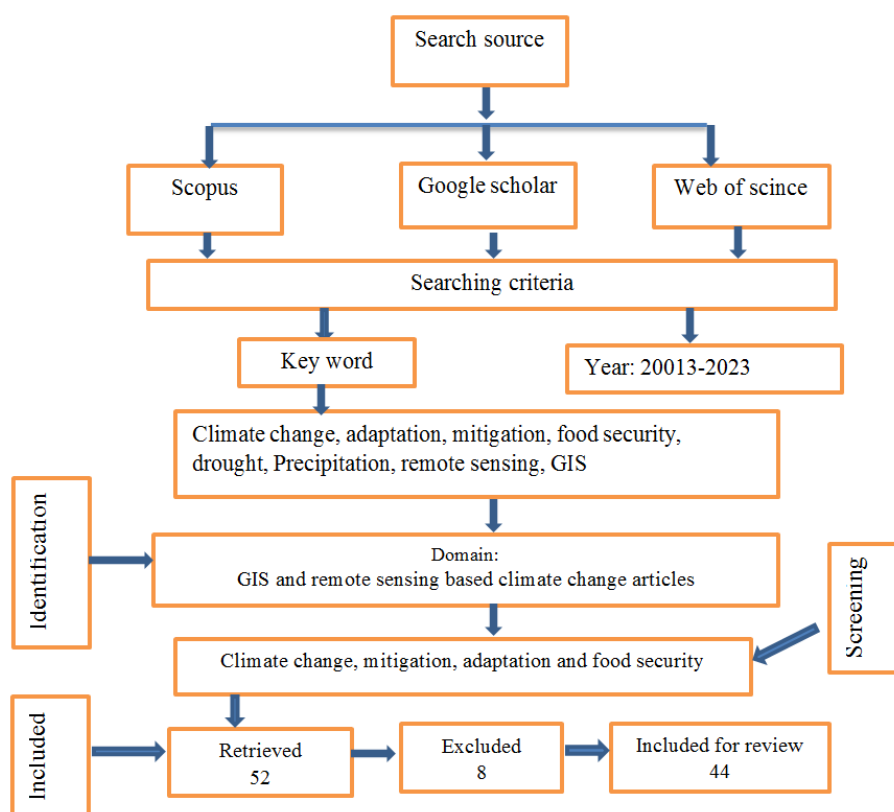 Search source
Scopus
Google scholar
Web of scince
Searching criteria
Key word
Year: 20013-2023
Climate change, adaptation, mitigation, food security,
drought, Precipitation, remote sensing, GIS
Identification
Domain:
GIS and remote sensing based climate change articles
Screening
Climate change, mitigation, adaptation and food security
Included
Retrieved
52
Excluded
8
Included for review
44